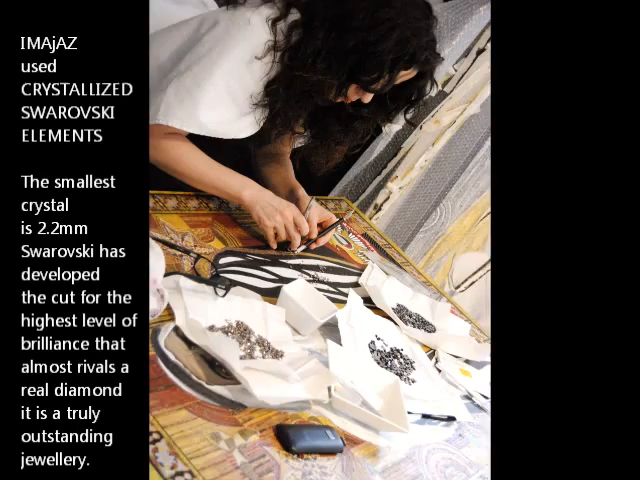 IMAjAZ
used
CRYSTALLIZED
SWAROVSKI
ELEMENTS
The smallest
crystal
is 2.2mm
Swarovski has
developed
the cut for the
highest level of
brilliance that
almost rivals a
real diamond
it is a truly
outstanding
jewellery.